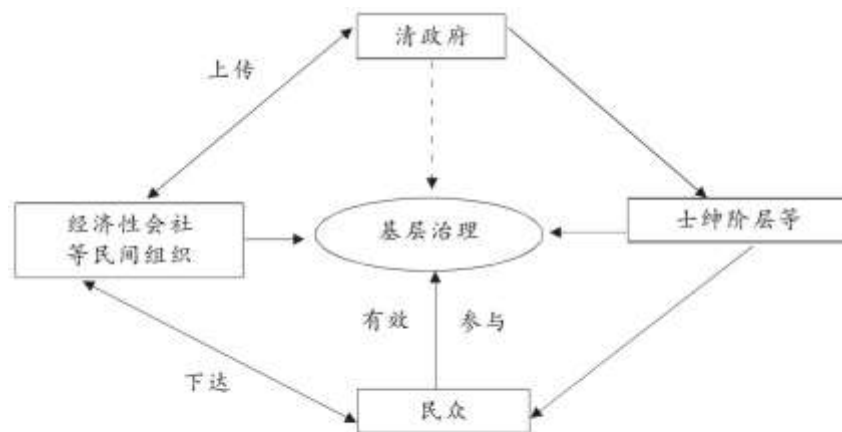 清政府
上传
经济性会社
等民间组织
基层治理
士绅阶层等
有效 参与
下达
民众